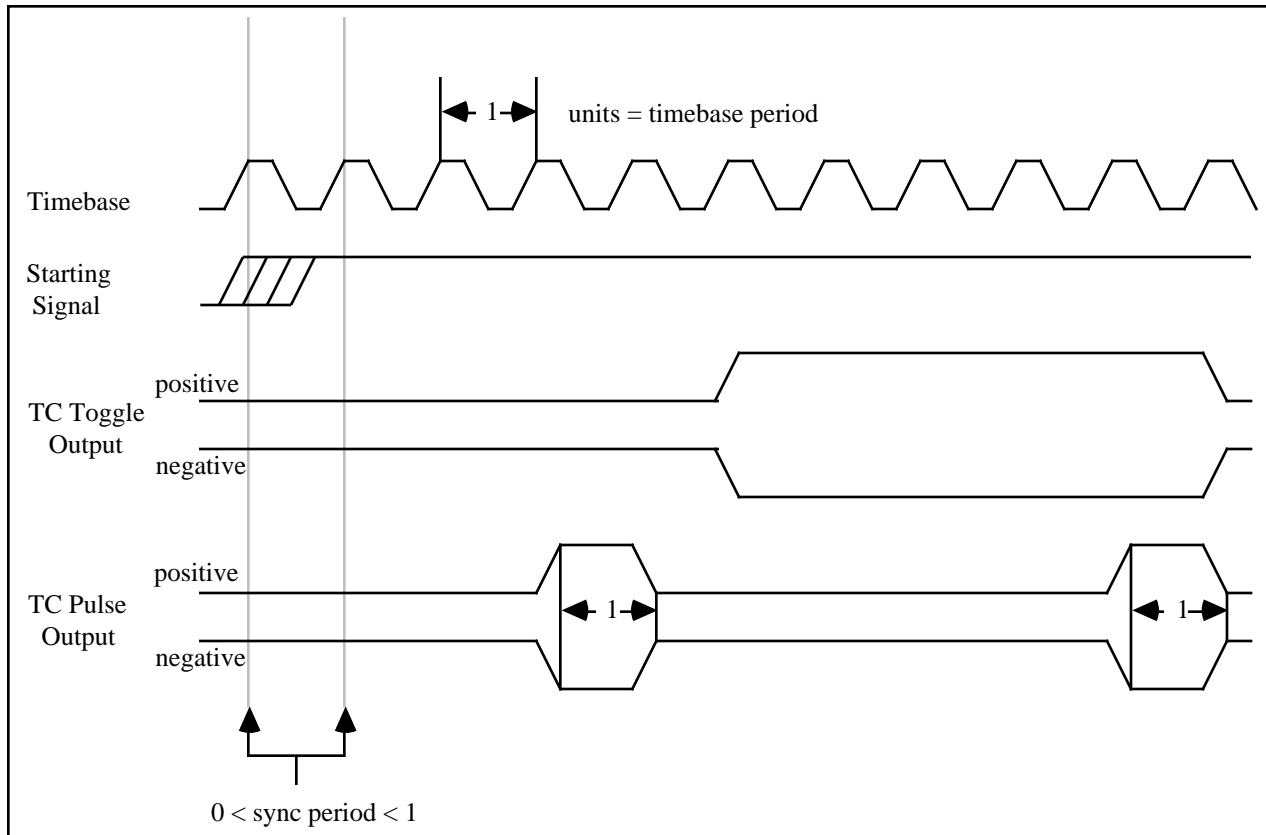 1
units = timebase period
Timebase
Starting
Signal
positive
TC Toggle
Output
negative
positive
TC Pulse
Output
1
1
negative
0 < sync period < 1